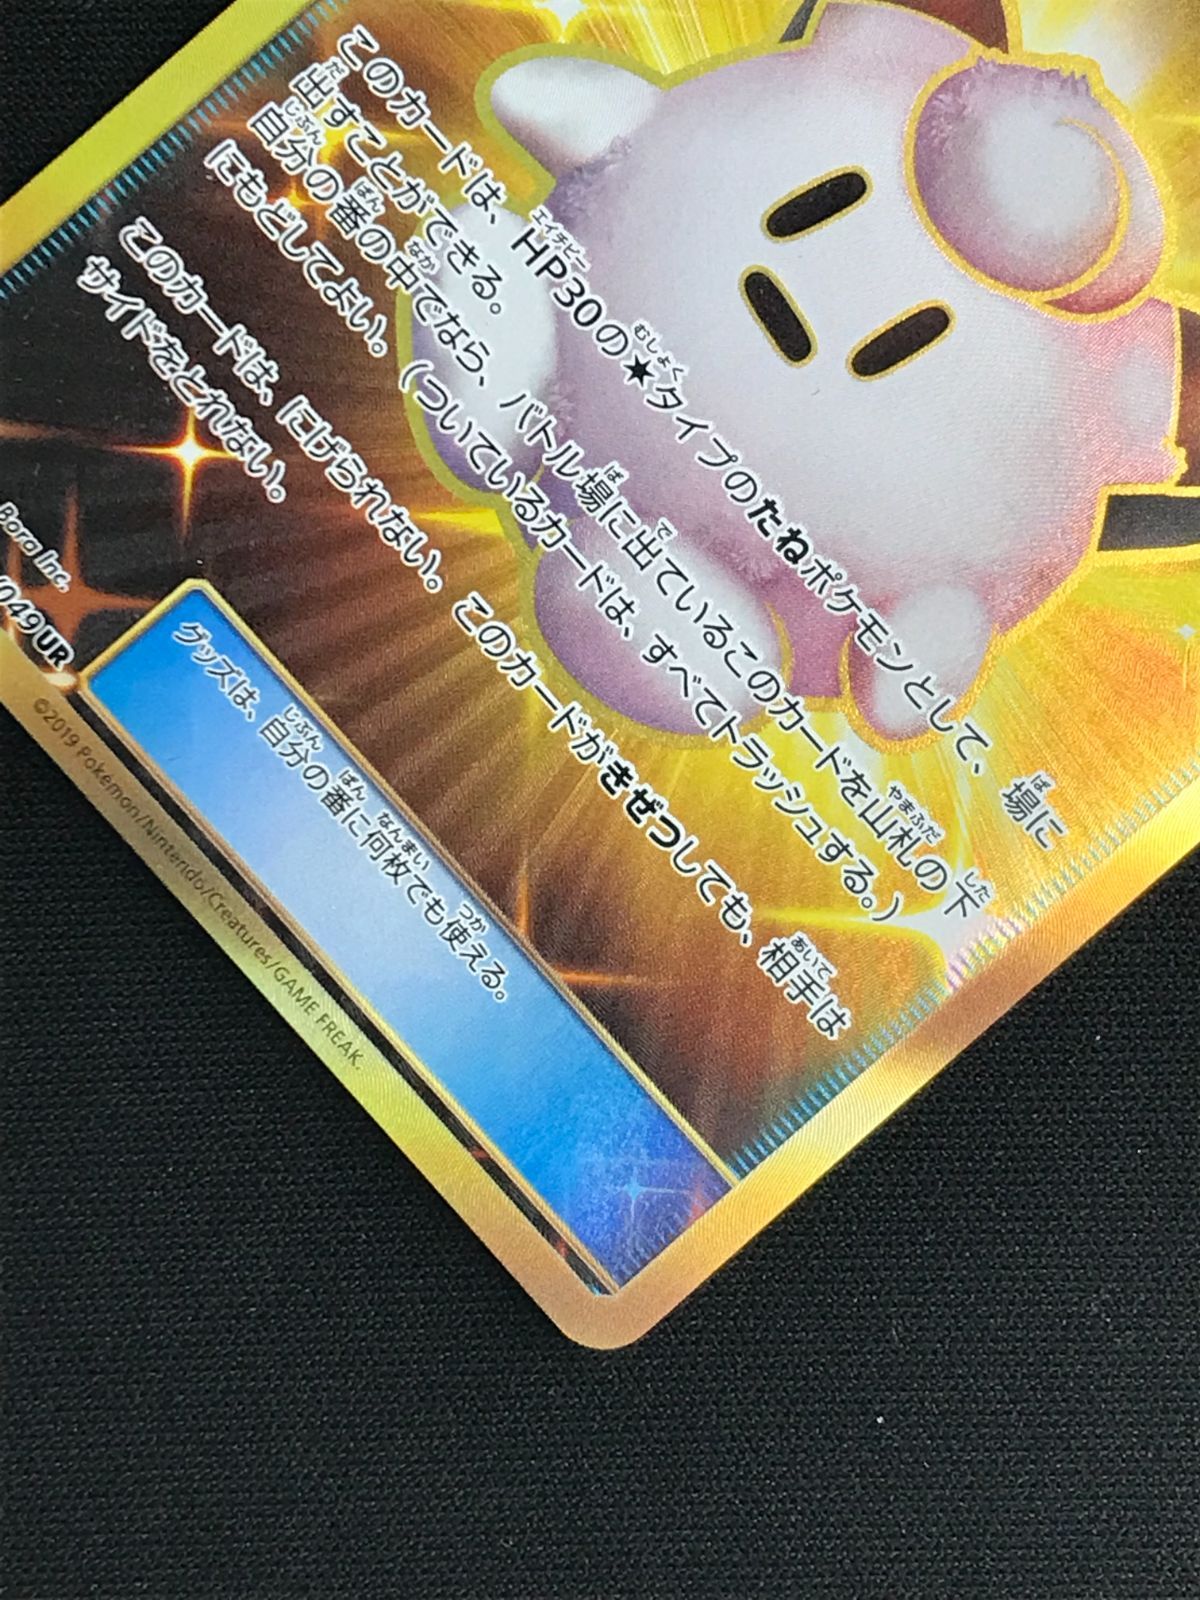 このカードは、HP30の✶タイプのたねポケモンとして、場に
出すことができる。
自分の番の中でなら、バトル場に出ているこのカードを山札の下
にもどしてよい。（ついているカードは、すべてトラッシュする。）
このカードは、にげられない。このカードがきぜつしても、相手は
サイドをとれない。
Bora Inc.
/049 UR
グッズは、自分の番に何枚でも使える。
©2019 Pokémon/Nintendo/Creatures/GAME FREAK.